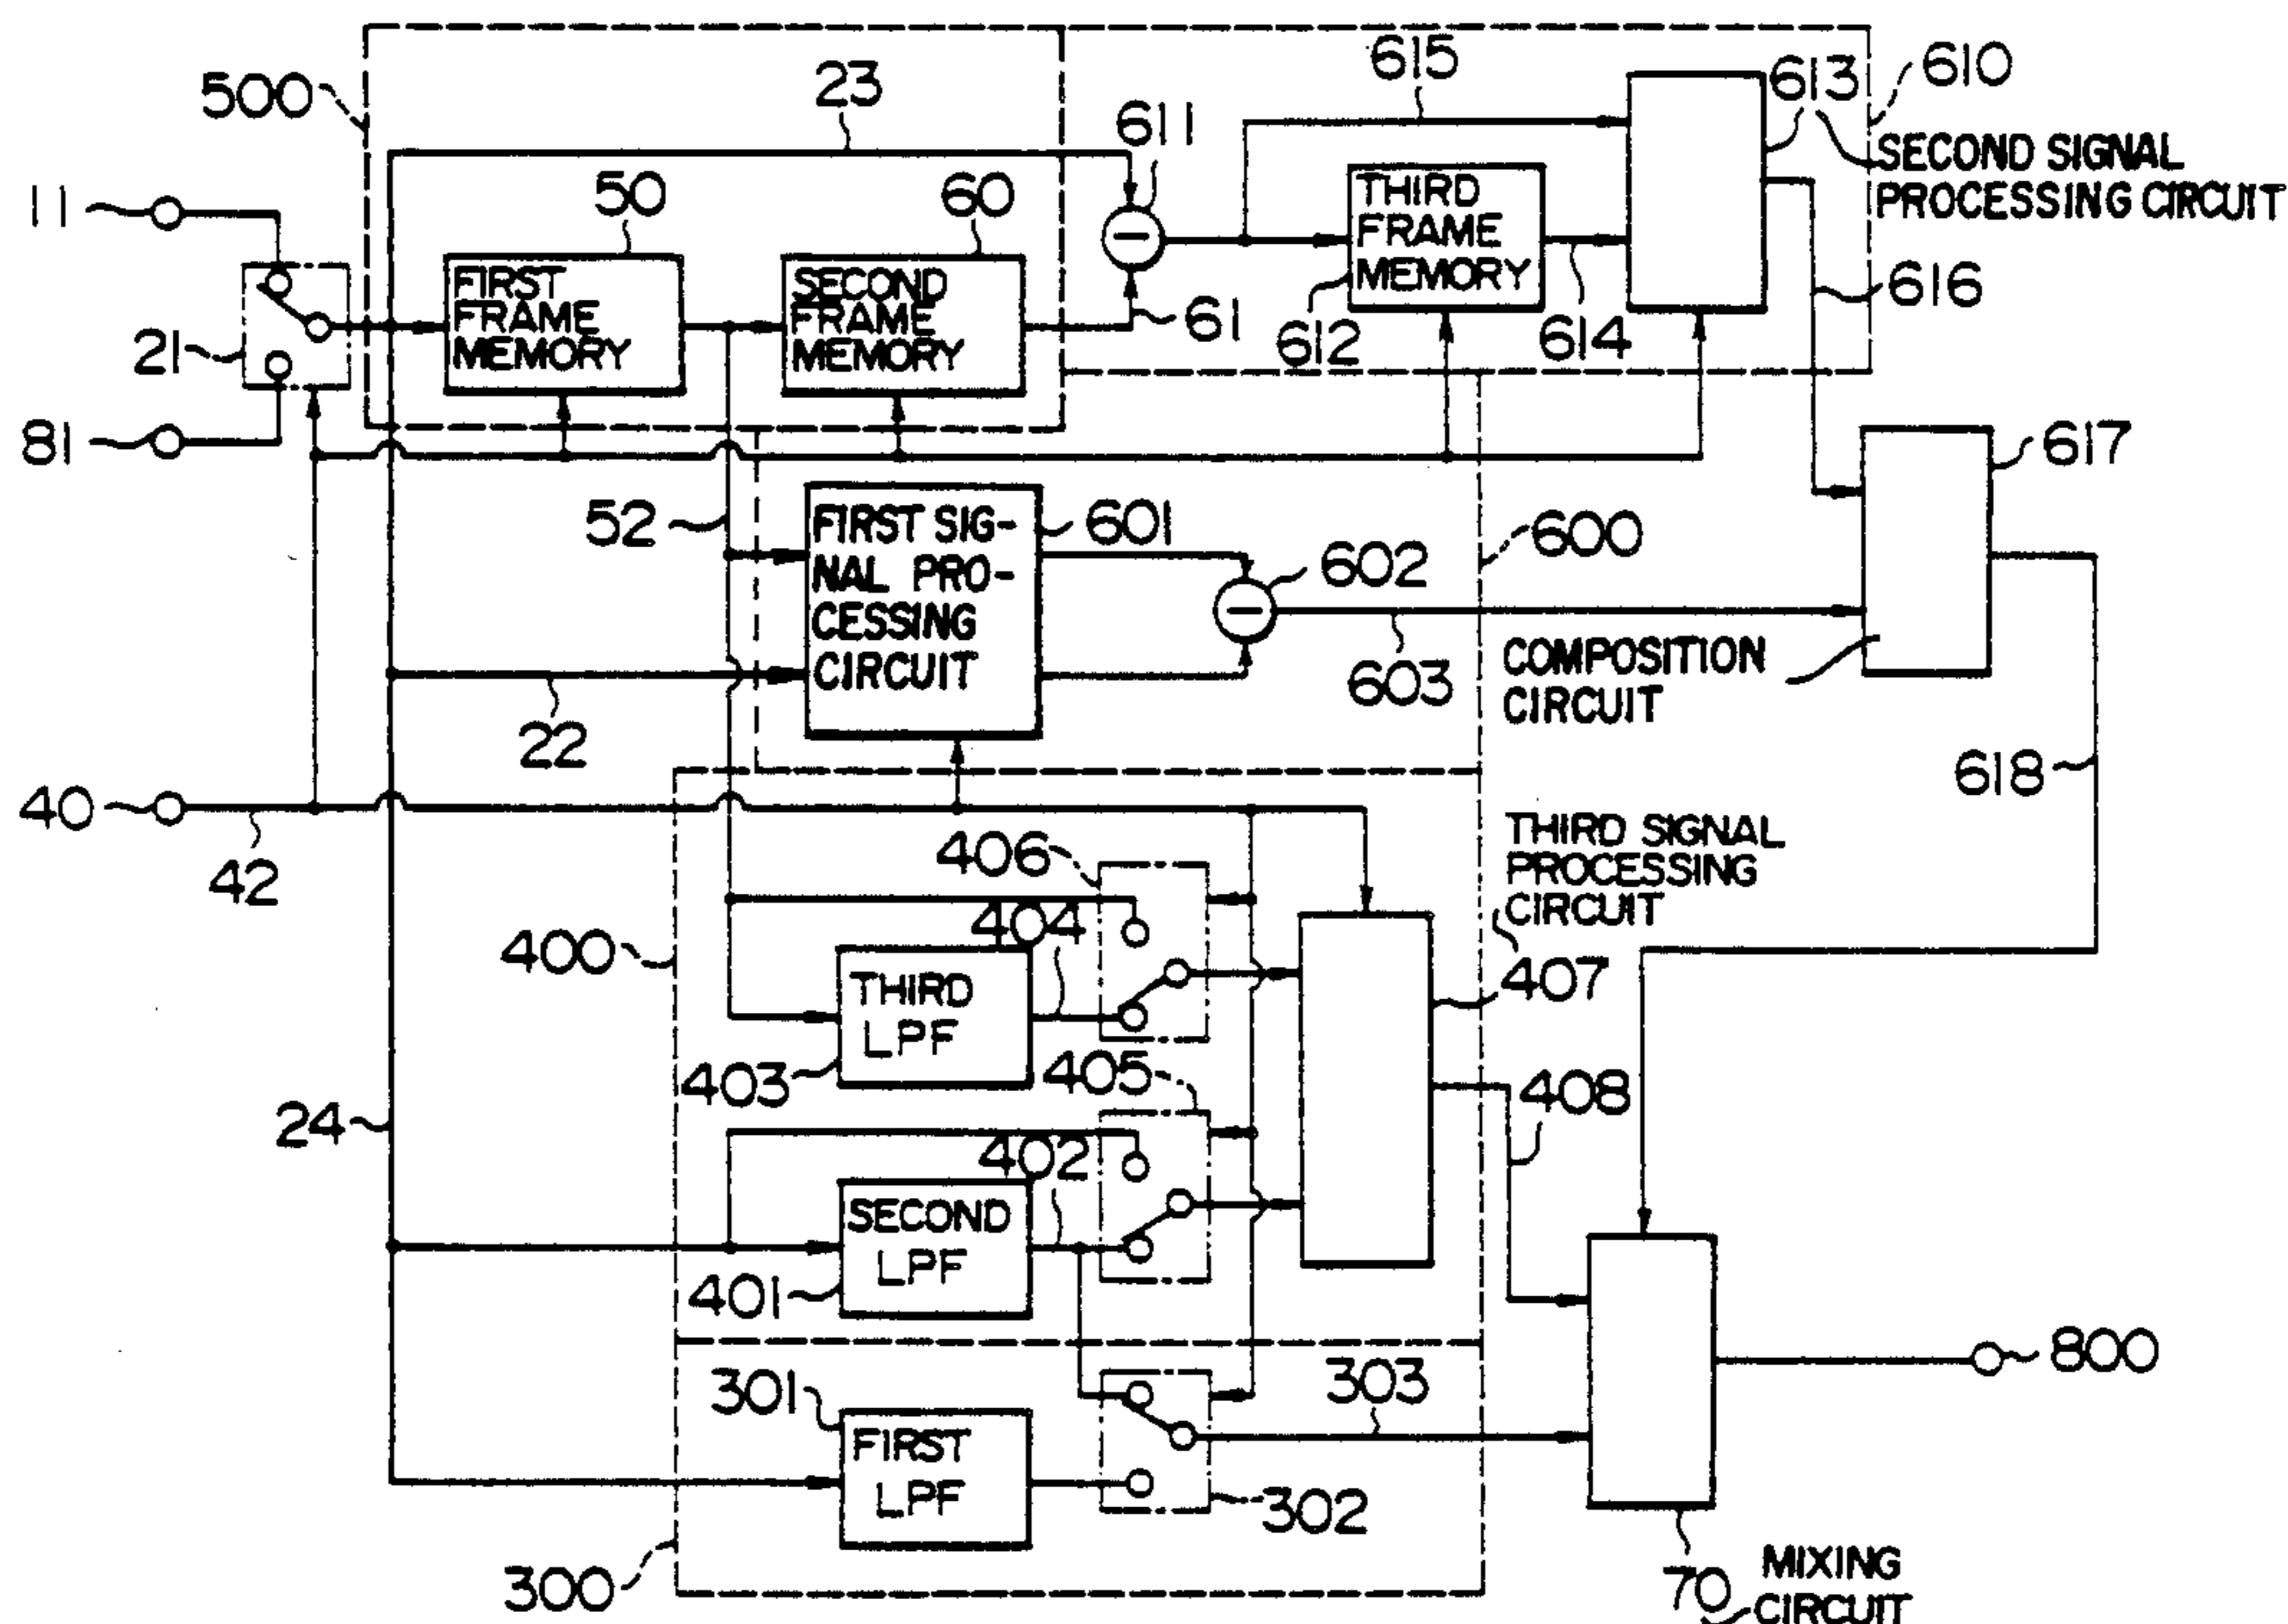 615
613
610
23
500
611
SECOND SIGNAL
PROCESSING CIRCUIT
50
60
THIRD
FRAME
MEMORY
11
FIRST
FRAME
MEMORY
SECOND
FRAME
MEMORY
616
61
612
614
21
81
617
52
FIRST SIG-
NAL PRO-
CESSING
CIRCUIT
601
600
602
COMPOSITION
CIRCUIT
603
22
618
40
42
THIRD SIGNAL
PROCESSING
CIRCUIT
406
404
400
407
THIRD
LPF
403
405
408
24
402
SECOND
LPF
401
303
800
301
FIRST
LPF
302
300
MIXING
CIRCUIT
70